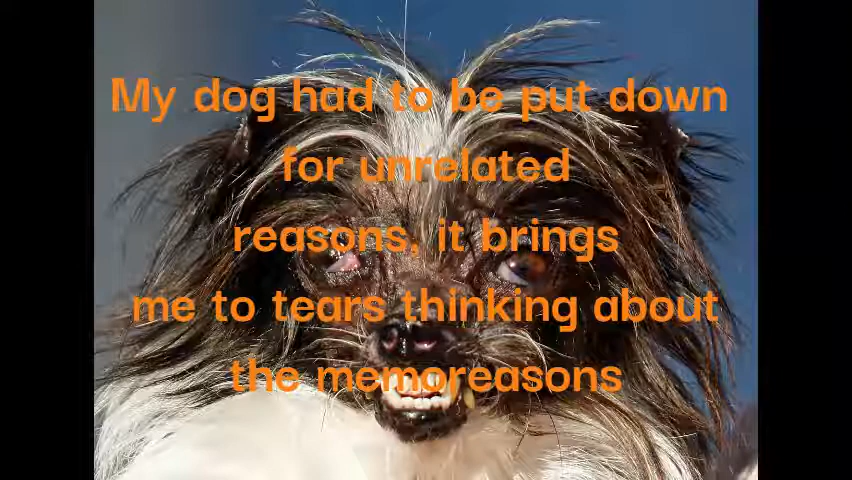 My dog had to be put down
for unrelated
reasons, it brings
me to tears thinking about
the memoreasons